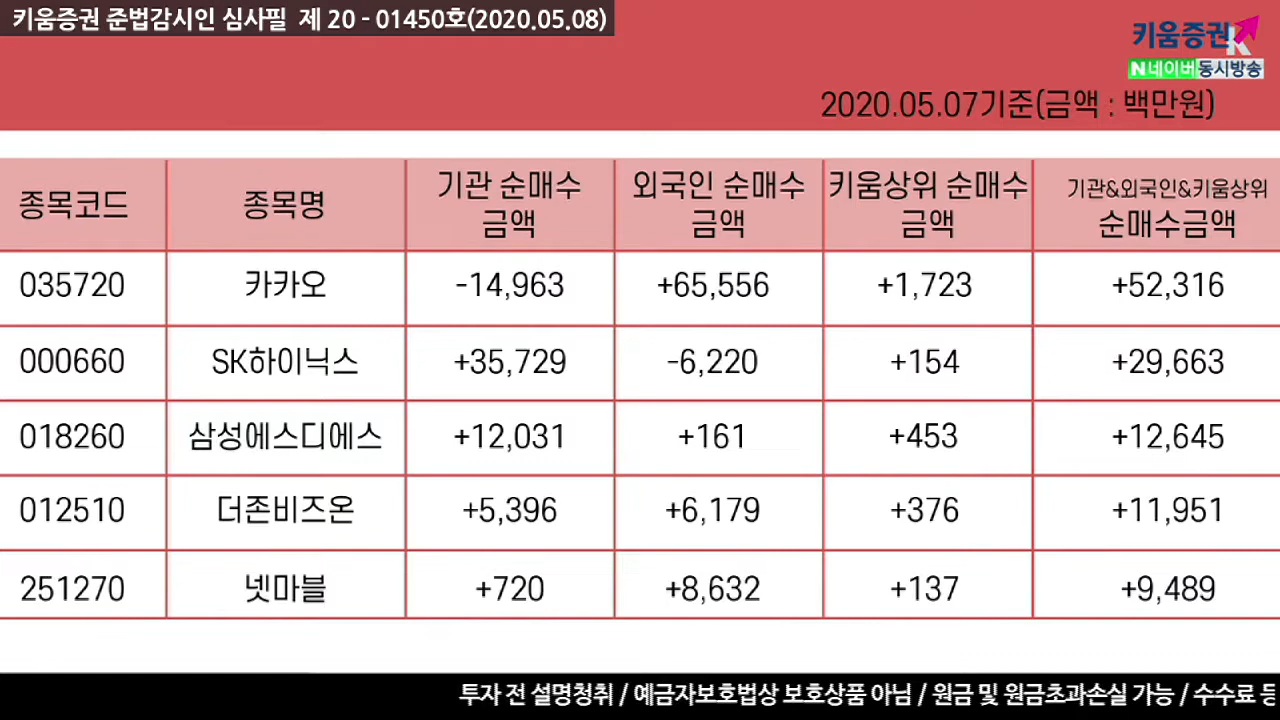 키움증권 준법감시인 심사필 제 20 - 01450호(2020.05.08)
키움증권
K
N 네이버 동시방송
2020.05.07기준(금액 : 백만원)
종목코드 종목명 기관 순매수 금액 외국인 순매수 금액 키움상위 순매수 금액 기관&외국인&키움상위 순매수금액
035720 카카오 -14,963 +65,556 +1,723 +52,316
000660 SK하이닉스 +35,729 -6,220 +154 +29,663
018260 삼성에스디에스 +12,031 +161 +453 +12,645
012510 더존비즈온 +5,396 +6,179 +376 +11,951
251270 넷마블 +720 +8,632 +137 +9,489
투자 전 설명청취 / 예금자보호법상 보호상품 아님 / 원금 및 원금초과손실 가능 / 수수료 등